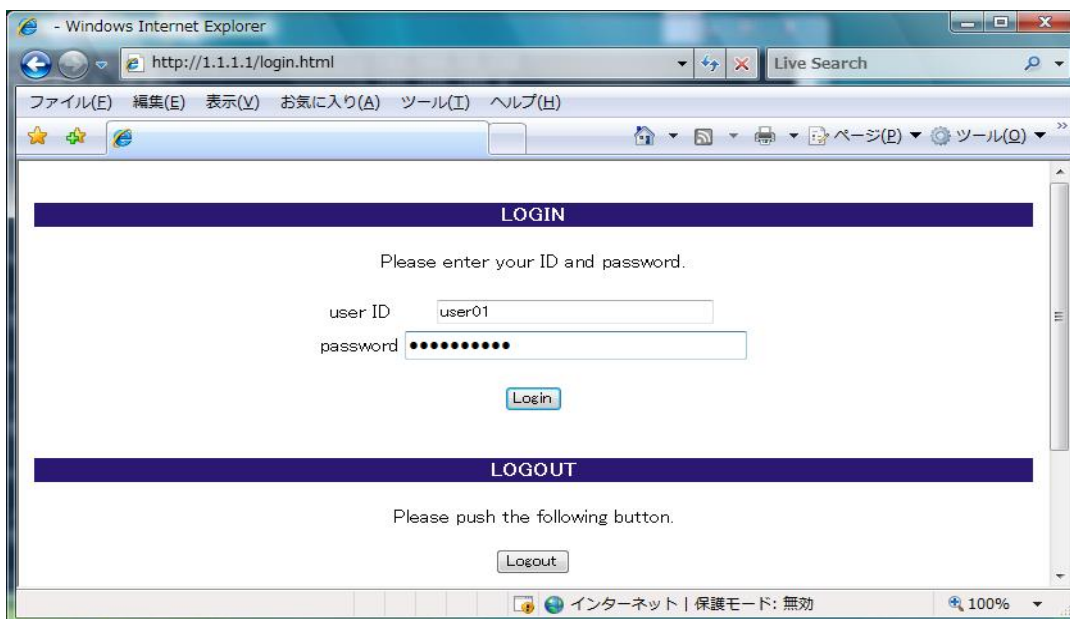 - Windows Internet Explorer
http://1.1.1.1/login.html
Live Search
ファイル(F) 編集(E) 表示(V) お気に入り(A) ツール(T) ヘルプ(H)
ページ(P) ツール(O) »
LOGIN
Please enter your ID and password.
user ID user01
password ●●●●●●●●●●
Login
LOGOUT
Please push the following button.
Logout
インターネット | 保護モード: 無効 100%